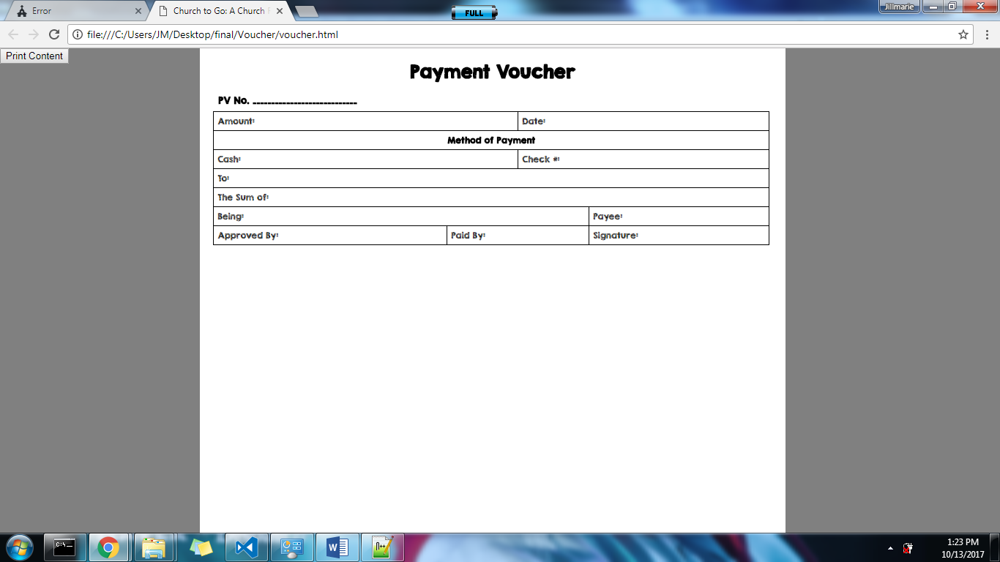 Error
Church to Go: A Church
FULL
Jillmarie
file:///C:/Users/JM/Desktop/final/Voucher/voucher.html
Print Content
Payment Voucher
PV No. ____________________________
Amount: Date:
Method of Payment
Cash: Check #:
To:
The Sum of:
Being: Payee:
Approved By: Paid By: Signature:
C:\
W
N++
1:23 PM
10/13/2017